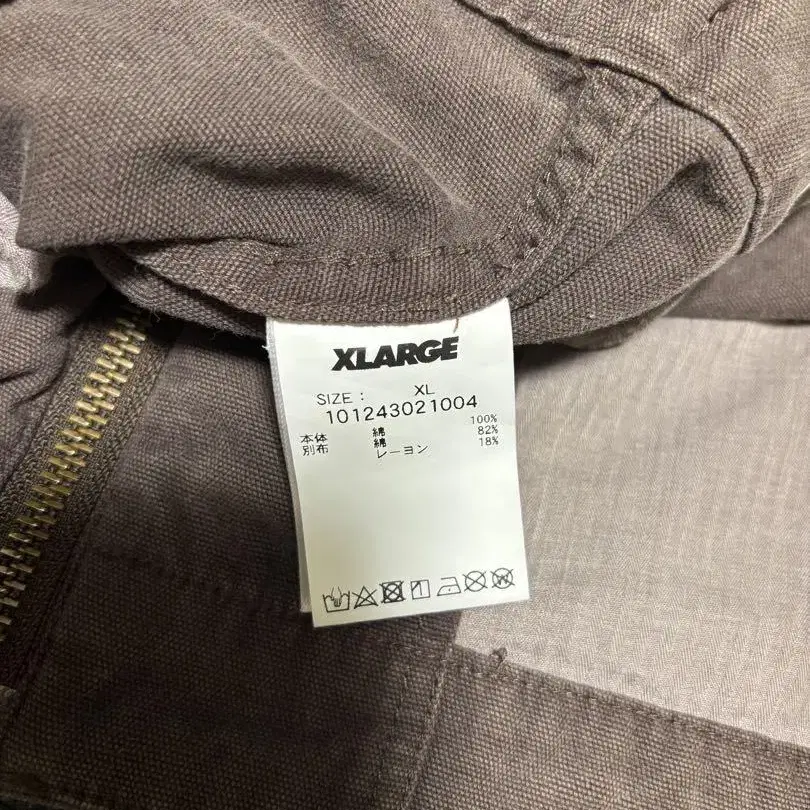 XLARGE
SIZE : XL
101243021004
本体 綿 100%
別布 綿 82%
レーヨン 18%